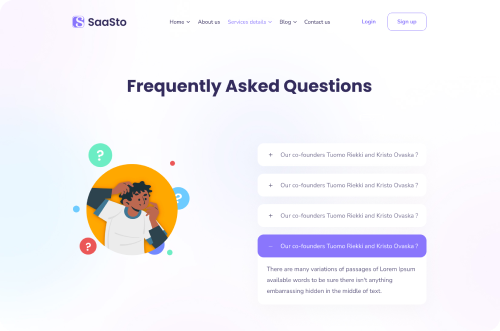 SaaSto
Home About us Services details Blog Contact us Login Sign up
Frequently Asked Questions
?
?
?
+ Our co-founders Tuomo Riekki and Kristo Ovaska ?
+ Our co-founders Tuomo Riekki and Kristo Ovaska ?
+ Our co-founders Tuomo Riekki and Kristo Ovaska ?
- Our co-founders Tuomo Riekki and Kristo Ovaska ?
There are many variations of passages of Lorem Ipsum
available words to be sure there isn't anything
embarrassing hidden in the middle of text.